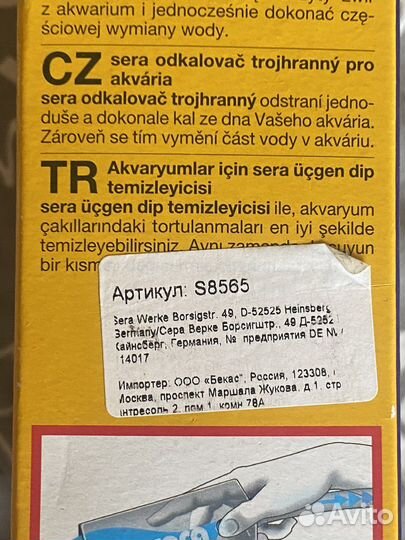 z akwarium i jednocześnie dokonać czę-
ściowej wymiany wody.
CZ sera odkalovač trojhranný pro
akvária
sera odkalovač trojhranný odstraní jedno-
duše a dokonale kal ze dna Vašeho akvária.
Zároveň se tím vymění část vody v akváriu.
TR Akvaryumlar için sera üçgen dip
temizleyicisi
sera üçgen dip temizleyicisi ile, akvaryum
çakıllarındaki tortulanmaları en iyi şekilde
temizleyebilirsiniz. Aynı zamanda suyun
bir kısmı
Артикул: S8565
Sera Werke Borsigstr. 49, D-52525 Heinsberg
Germany/Сера Верке Борсигштр., 49 Д-5252
Хайнсберг, Германия, № предприятия DE NW
14017
Импортер: ООО «Бекас», Россия, 123308,
Москва, проспект Маршала Жукова, д 1, стр
антресоль 2, пом 1, комн 78А
sera
Avito